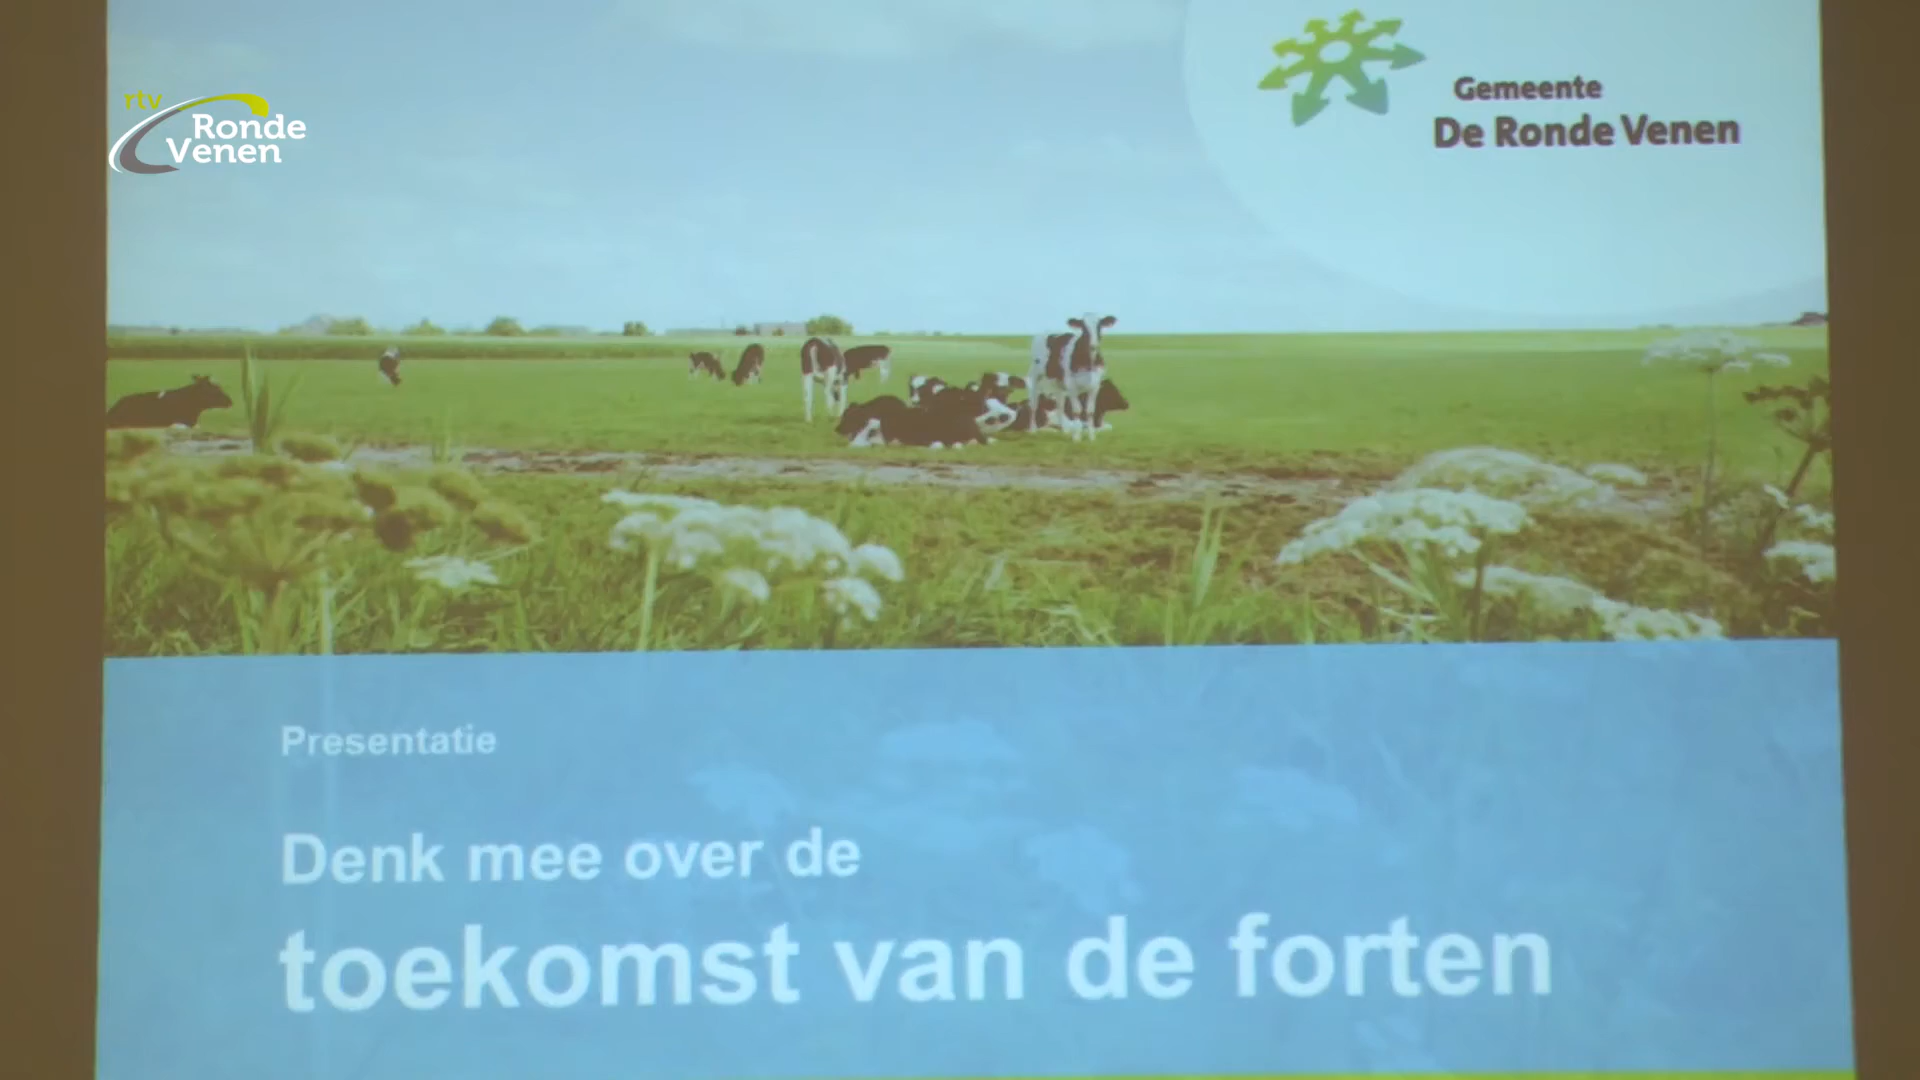 rtv
Ronde
Venen
Gemeente
De Ronde Venen
Presentatie
Denk mee over de
toekomst van de forten